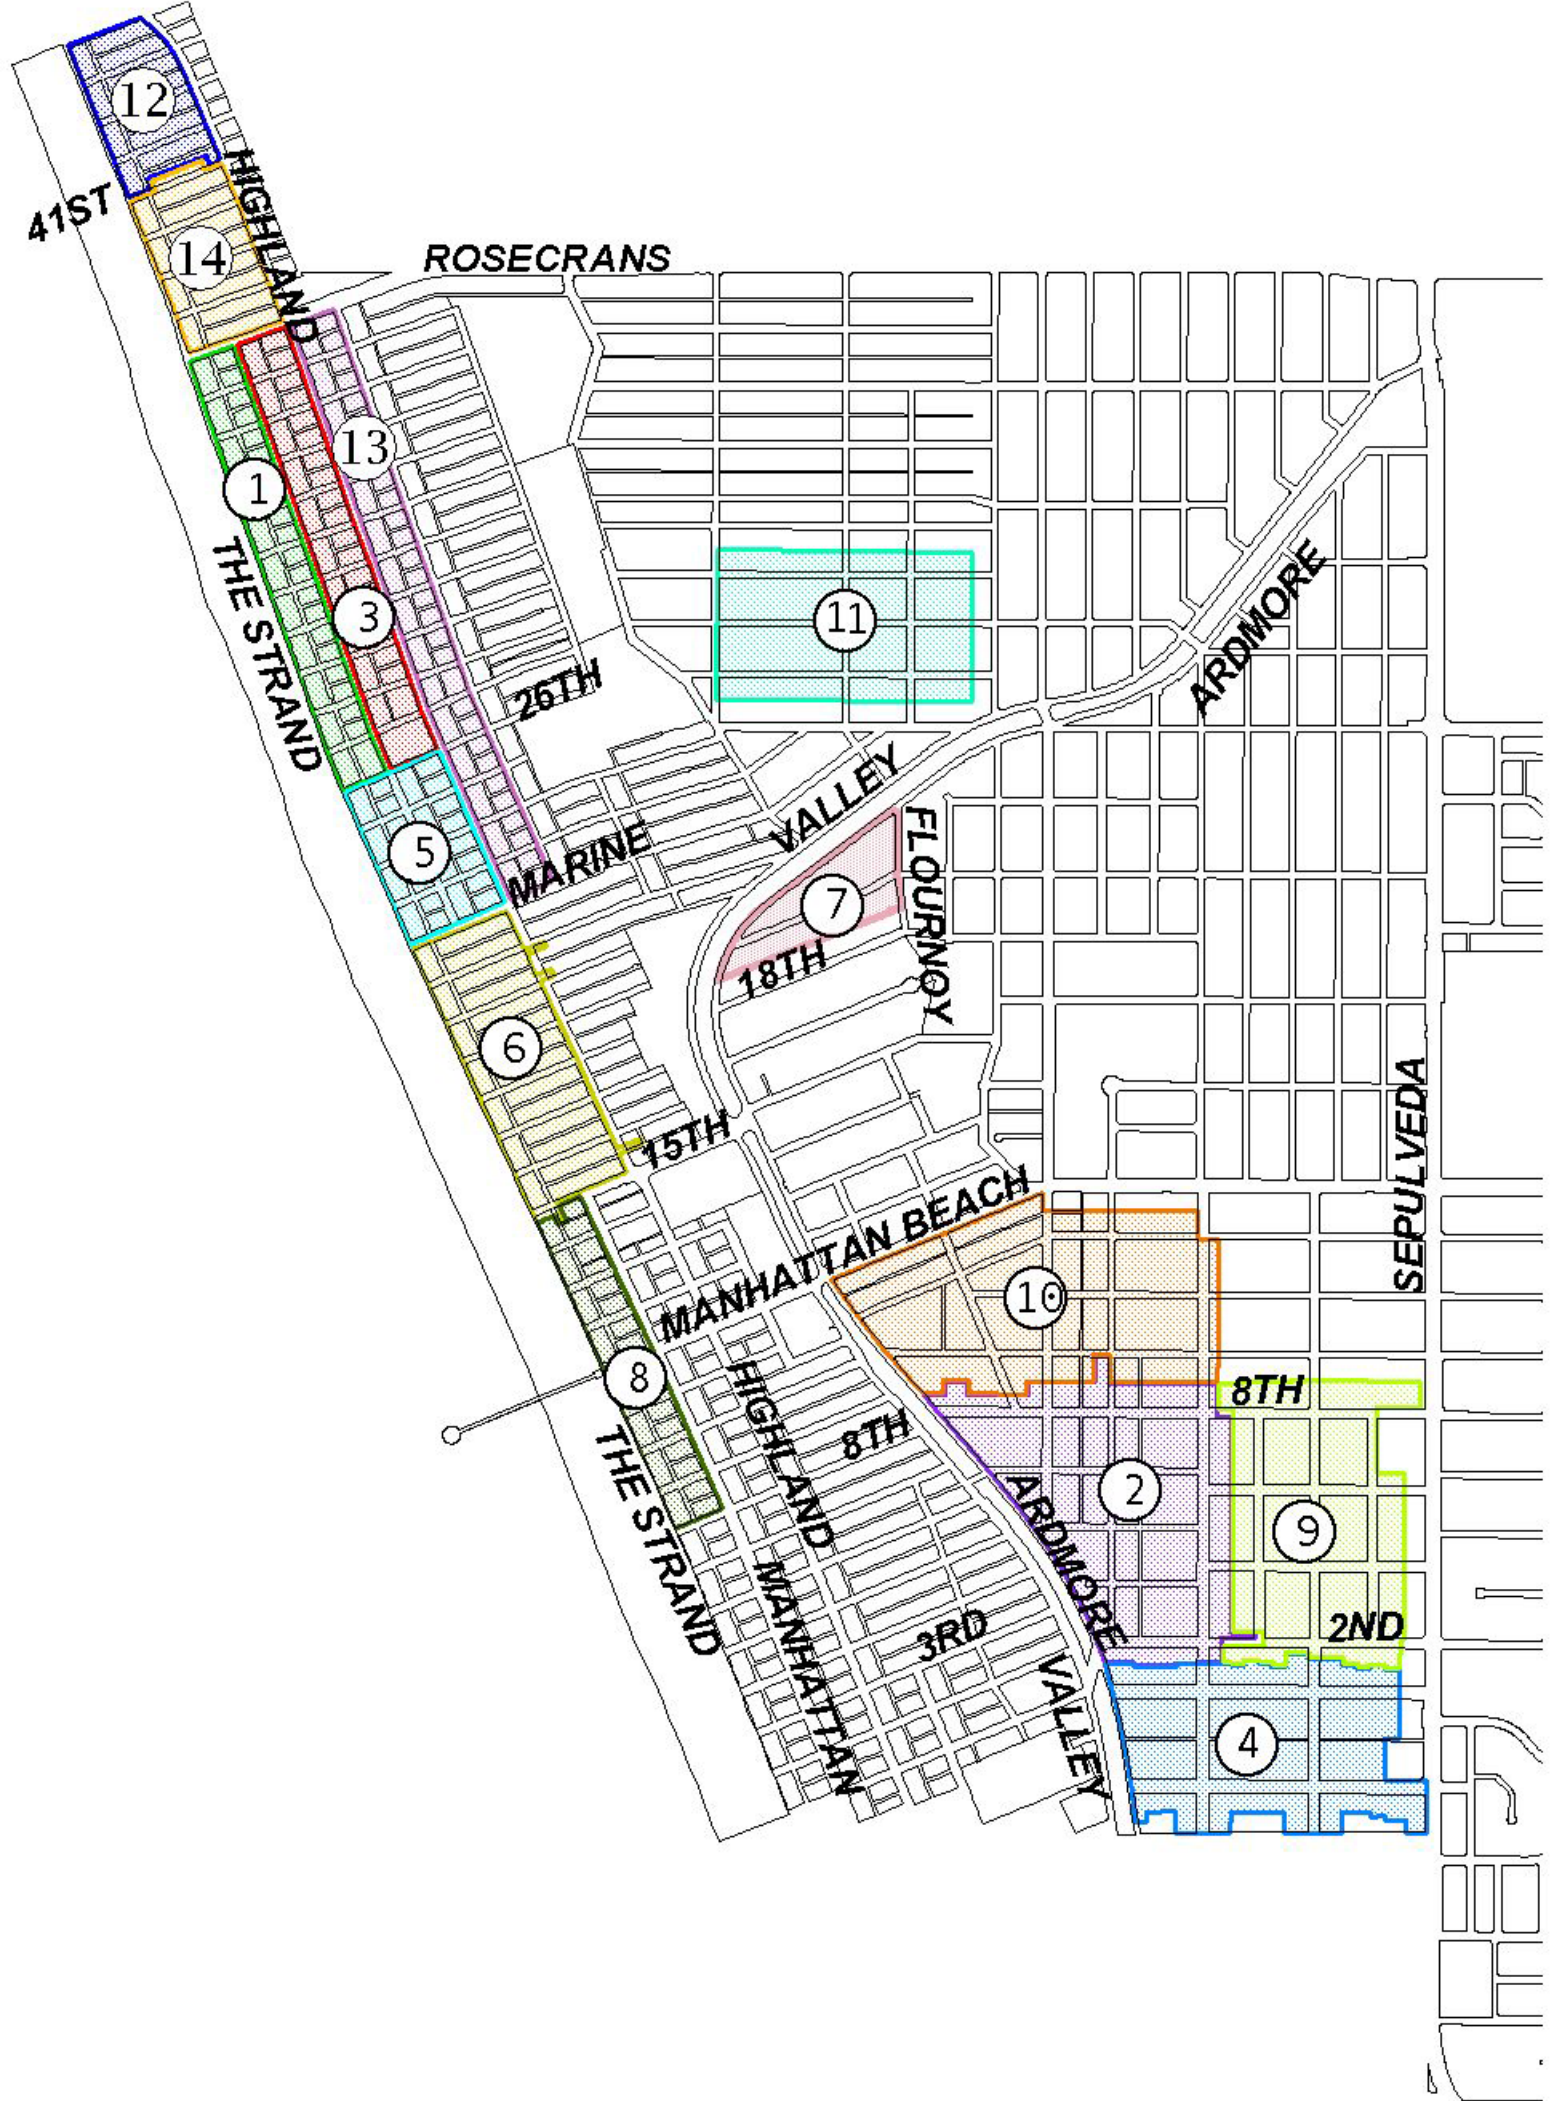 12
41ST
HIGHLAND
14
ROSECRANS
13
1
3
THE STRAND
11
ARDMORE
26TH
5
MARINE
VALLEY
FLOURNOY
7
18TH
6
15TH
SEPULVEDA
MANHATTAN BEACH
10
8
HIGHLAND
8TH
8TH
THE STRAND
ARDMORE
2
9
MANHATTAN
3RD
2ND
VALLEY
4